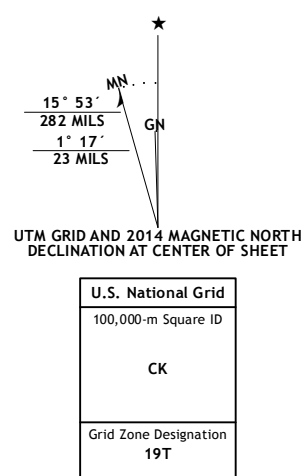 MN
GN
15° 53´
282 MILS
1° 17´
23 MILS
UTM GRID AND 2014 MAGNETIC NORTH
DECLINATION AT CENTER OF SHEET
U.S. National Grid
100,000-m Square ID
CK
Grid Zone Designation
19T